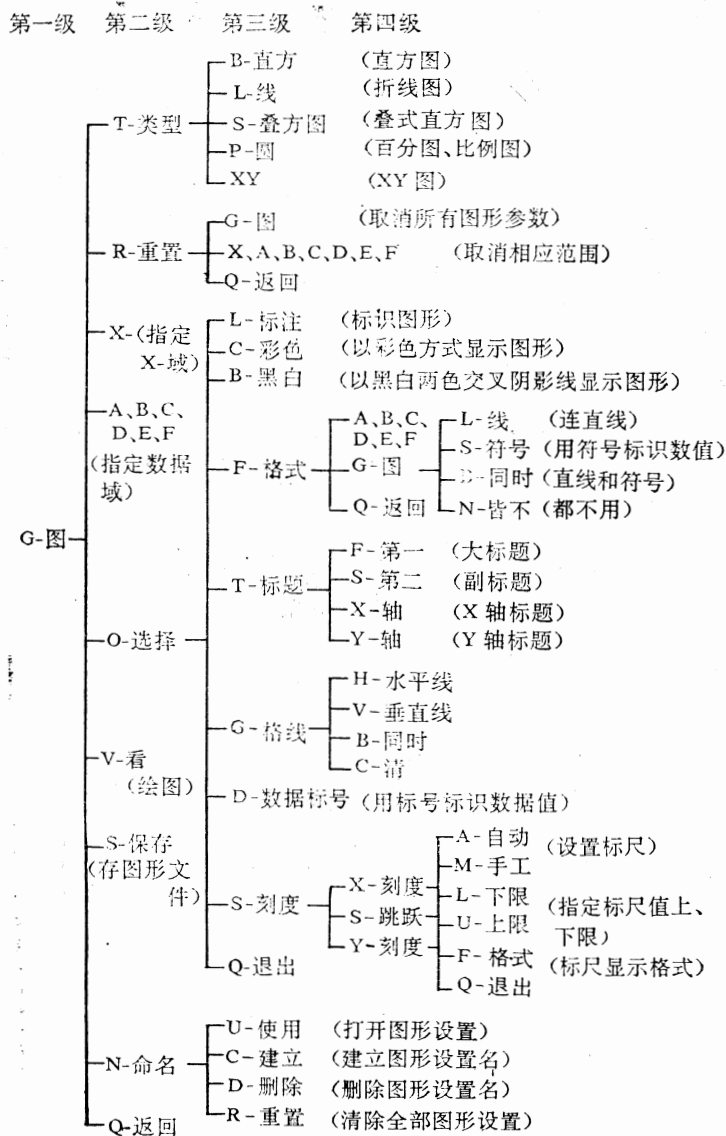 第一级 第二级 第三级 第四级
B-直方 (直方图)
L-线 (折线图)
T-类型 S-叠方图 (叠式直方图)
P-圆 (百分图、比例图)
XY (XY 图)
G-图 (取消所有图形参数)
R-重置 X、A、B、C、D、E、F (取消相应范围)
Q-返回
X-(指定 L-标注 (标识图形)
X-域) C-彩色 (以彩色方式显示图形)
B-黑白 (以黑白两色交叉阴影线显示图形)
A、B、C、 A、B、C、 L-线 (连直线)
D、E、F D、E、F S-符号 (用符号标识数值)
(指定数据 F-格式 G-图 -同时 (直线和符号)
域) Q-返回 N-皆不 (都不用)
G-图
F-第一 (大标题)
T-标题 S-第二 (副标题)
X-轴 (X 轴标题)
O-选择 Y-轴 (Y 轴标题)
H-水平线
V-垂直线
G-格线 B-同时
V-看 C-清
(绘图) D-数据标号 (用标号标识数据值)
S-保存 A-自动 (设置标尺)
(存图形文 M-手工
件) X-刻度 L-下限 (指定标尺值上、
S-刻度 S-跳跃 U-上限 下限)
Y-刻度 F-格式 (标尺显示格式)
Q-退出 Q-退出
U-使用 (打开图形设置)
N-命名 C-建立 (建立图形设置名)
D-删除 (删除图形设置名)
Q-返回 R-重置 (清除全部图形设置)